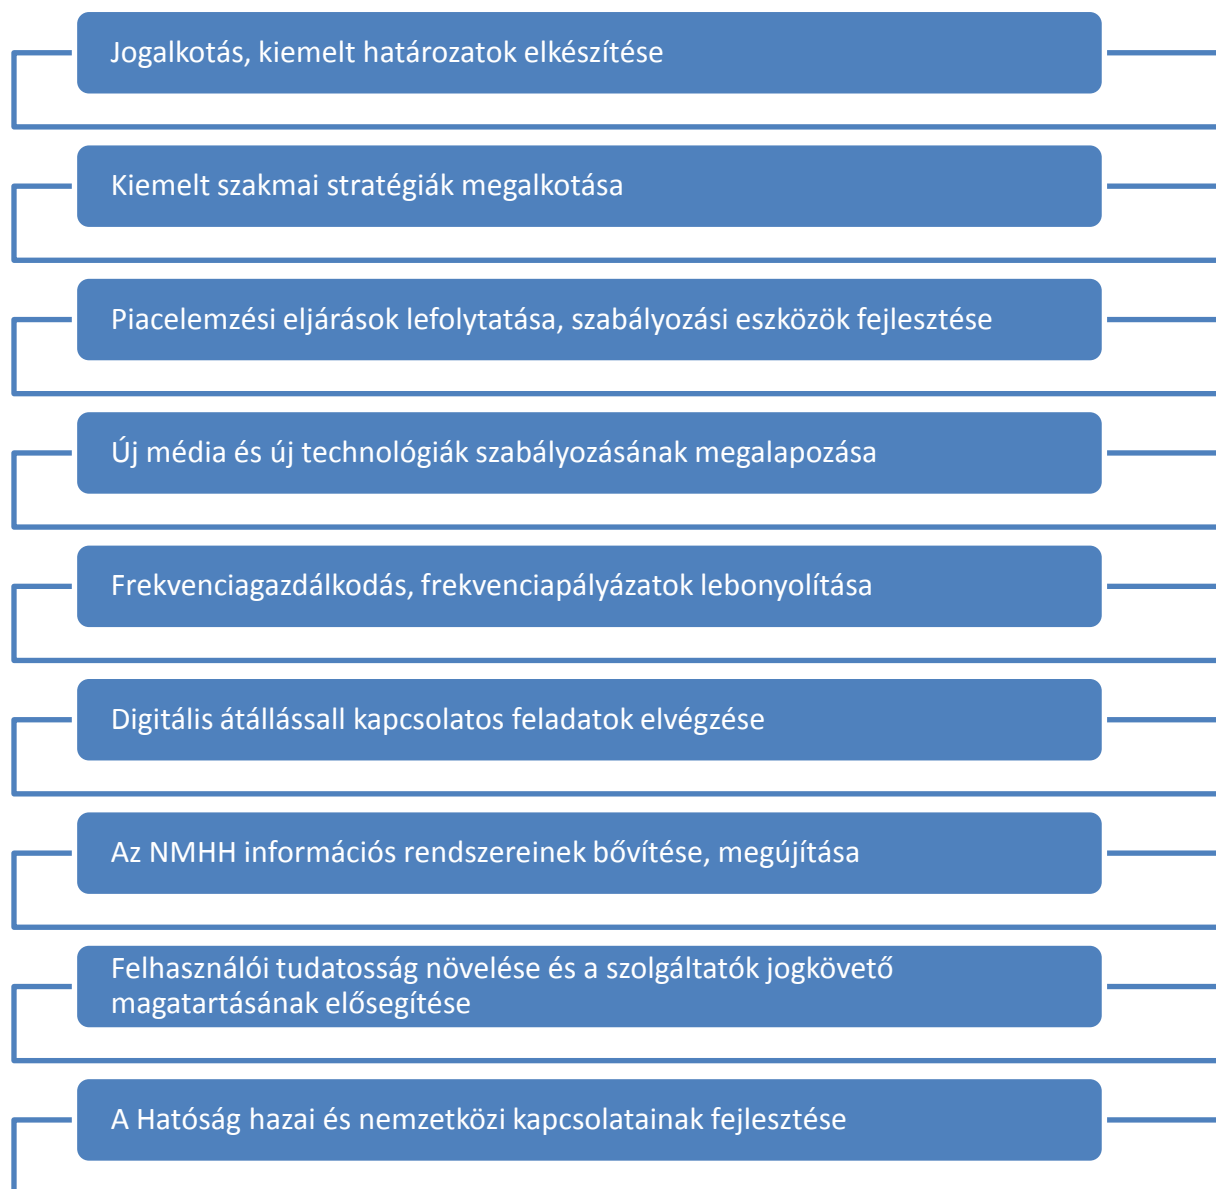 Jogalkotás, kiemelt határozatok elkészítése
Kiemelt szakmai stratégiák megalkotása
Piacelemzési eljárások lefolytatása, szabályozási eszközök fejlesztése
Új média és új technológiák szabályozásának megalapozása
Frekvenciagazdálkodás, frekvenciapályázatok lebonyolítása
Digitális átállássall kapcsolatos feladatok elvégzése
Az NMHH információs rendszereinek bővítése, megújítása
Felhasználói tudatosság növelése és a szolgáltatók jogkövető
magatartásának elősegítése
A Hatóság hazai és nemzetközi kapcsolatainak fejlesztése